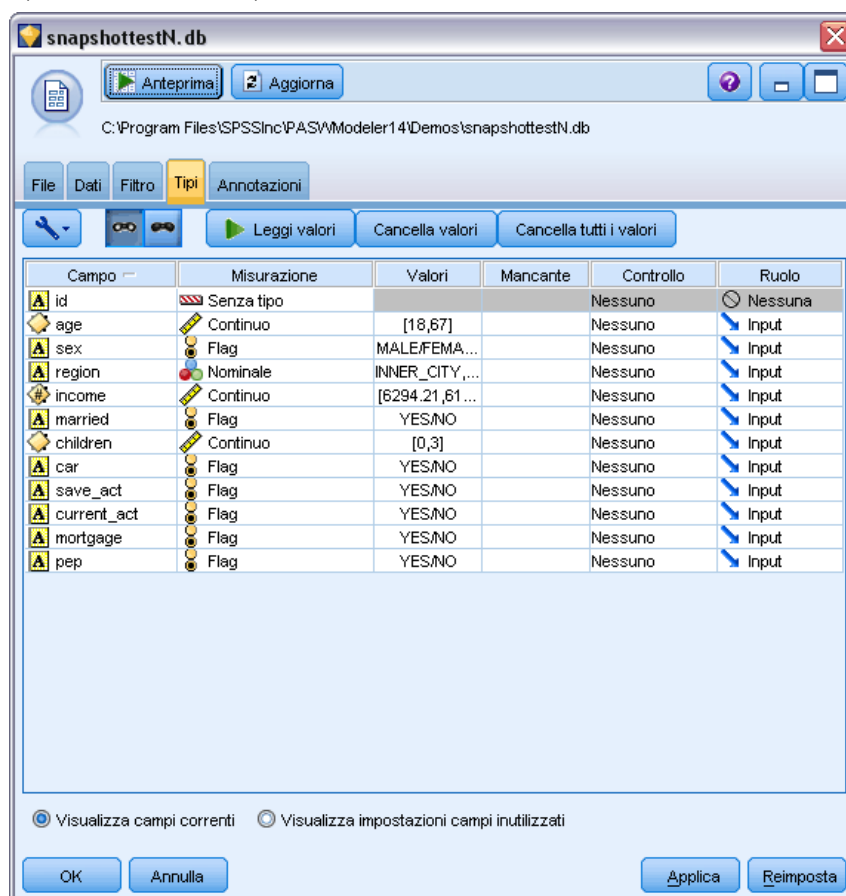 snapshottestN.db
Anteprima Aggiorna
C:\Program Files\SPSSInc\PASWModeler14\Demos\snapshottestN.db
File Dati Filtro Tipi Annotazioni
Leggi valori Cancella valori Cancella tutti i valori
Campo Misurazione Valori Mancante Controllo Ruolo
A id Senza tipo Nessuno Nessuna
age Continuo [18,67] Nessuno Input
A sex Flag MALE/FEMA... Nessuno Input
A region Nominale INNER_CITY,... Nessuno Input
# income Continuo [6294.21,61... Nessuno Input
A married Flag YES/NO Nessuno Input
children Continuo [0,3] Nessuno Input
A car Flag YES/NO Nessuno Input
A save_act Flag YES/NO Nessuno Input
A current_act Flag YES/NO Nessuno Input
A mortgage Flag YES/NO Nessuno Input
A pep Flag YES/NO Nessuno Input
Visualizza campi correnti Visualizza impostazioni campi inutilizzati
OK Annulla Applica Reimposta